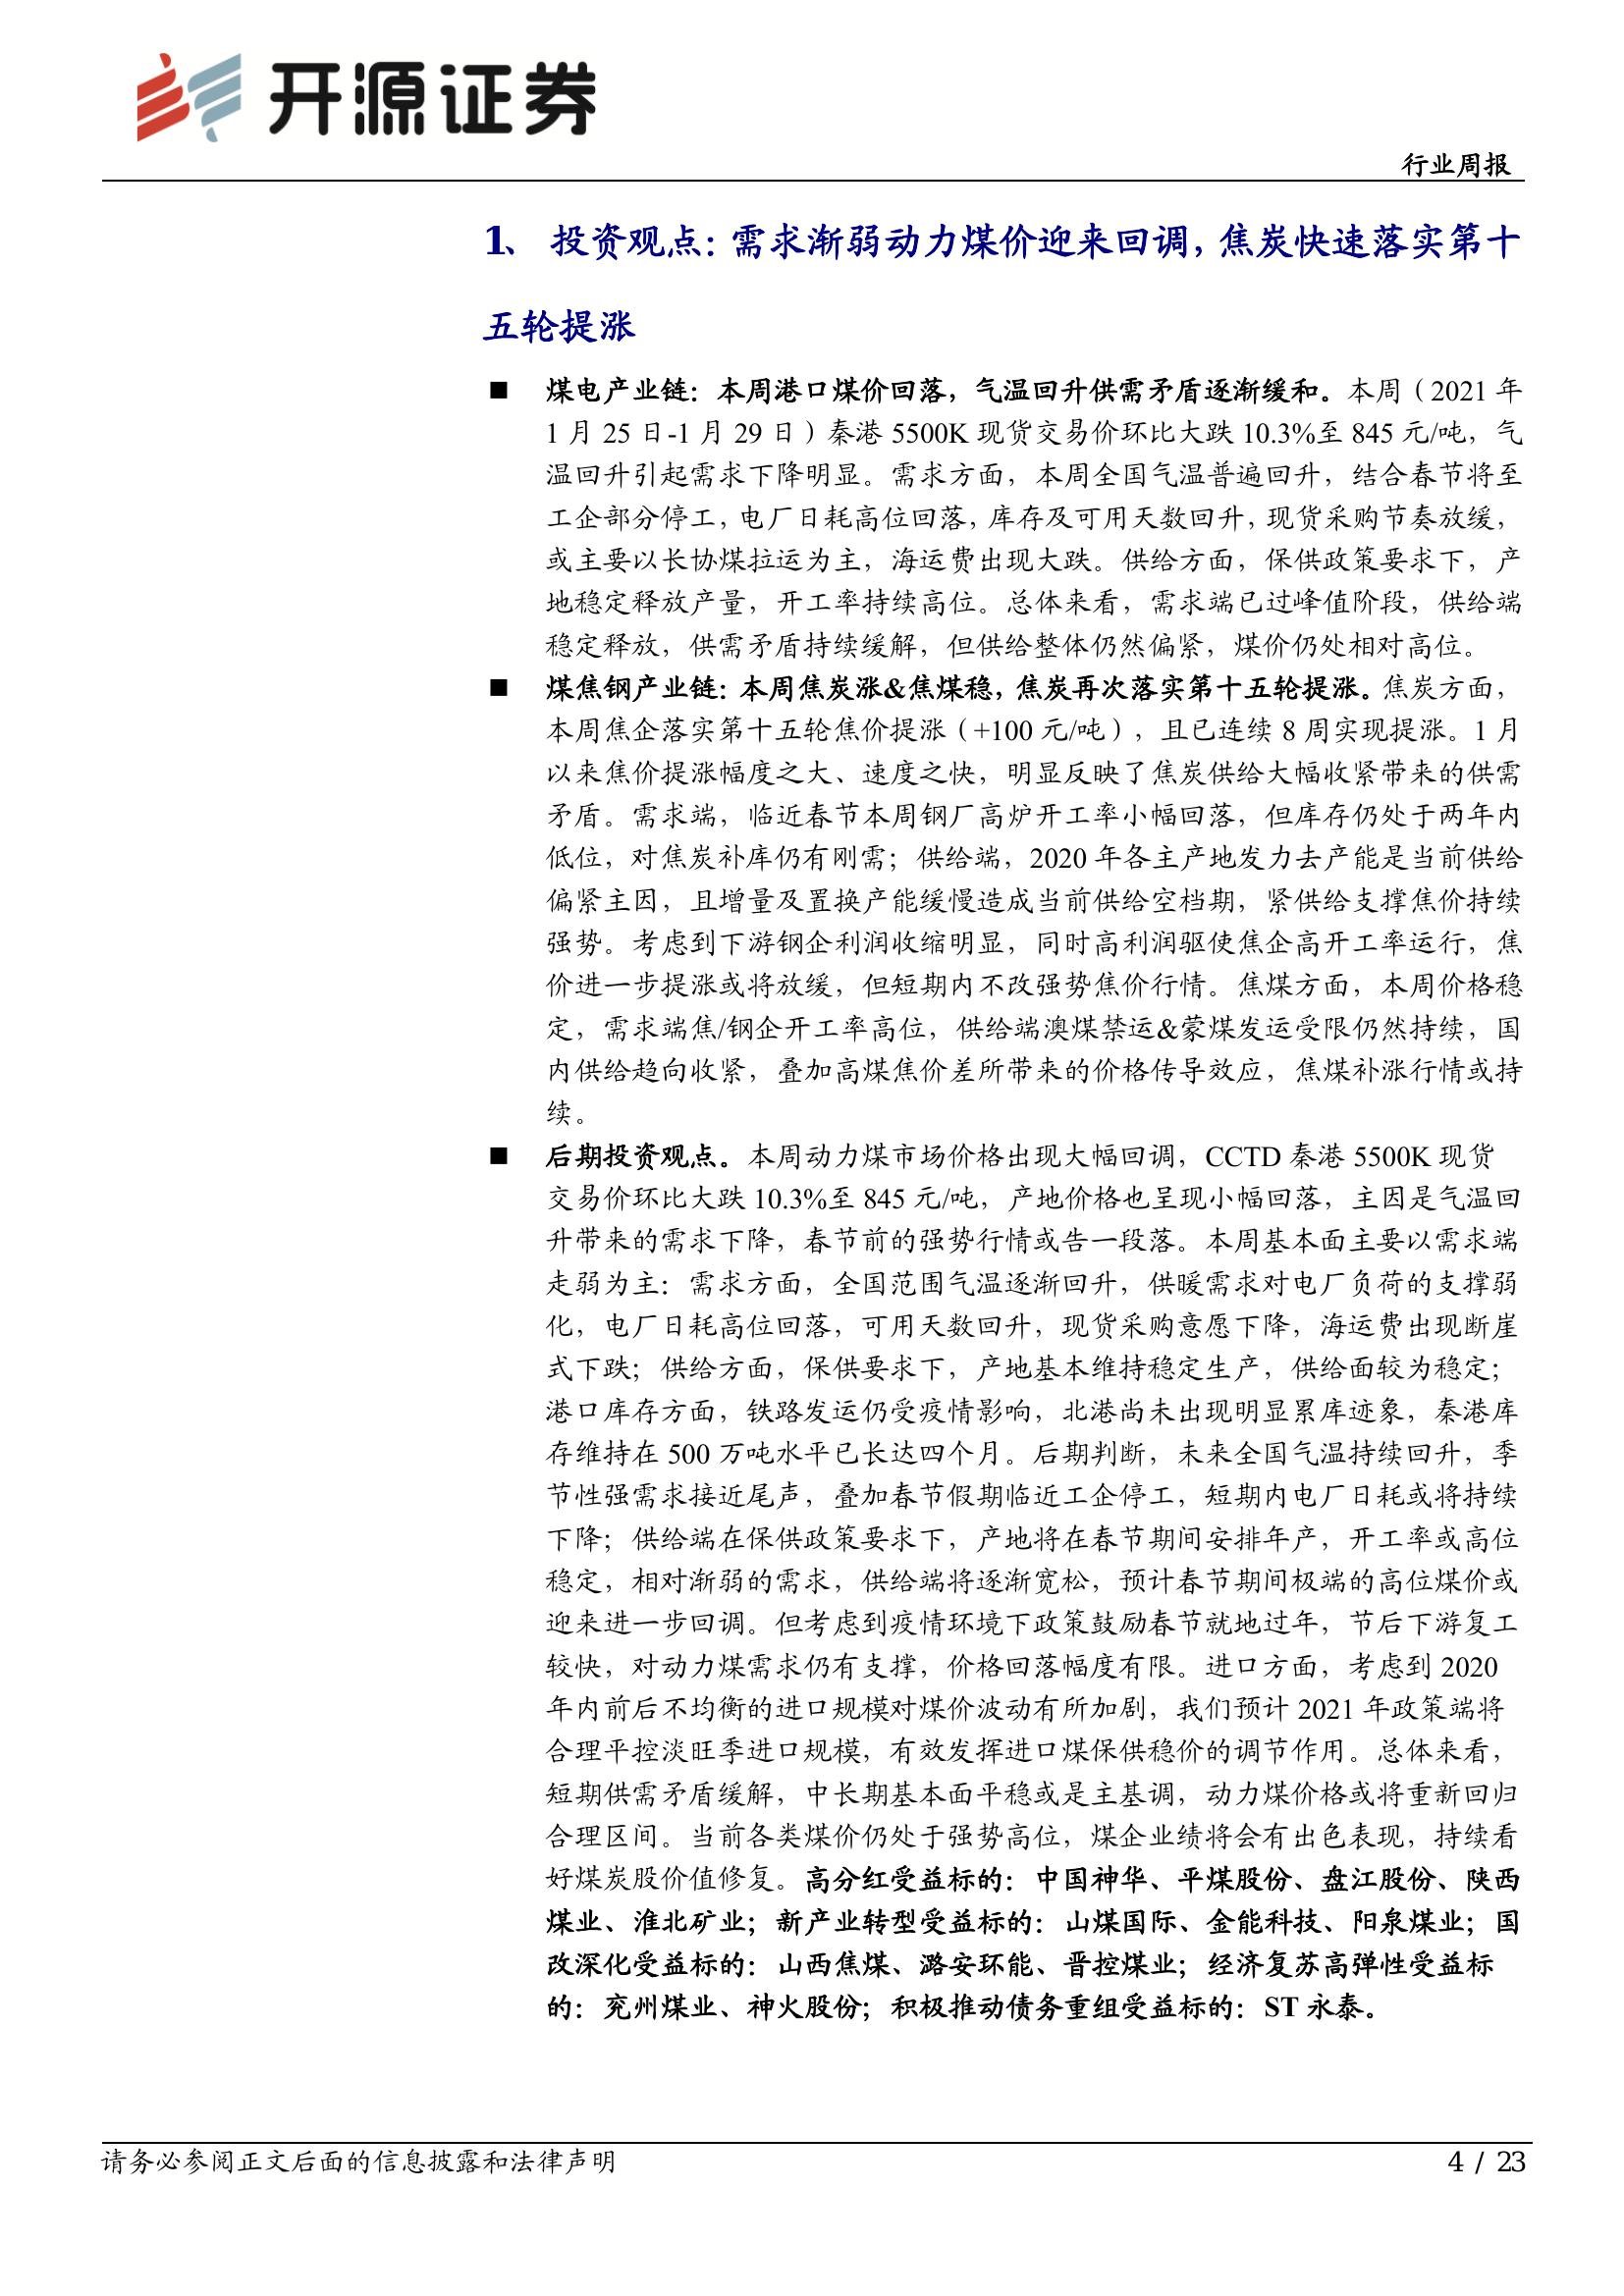 开源证券
行业周报
1、 投资观点：需求渐弱动力煤价迎来回调，焦炭快速落实第十
五轮提涨
■ 煤电产业链：本周港口煤价回落，气温回升供需矛盾逐渐缓和。本周（2021 年
1 月 25 日-1 月 29 日）秦港 5500K 现货交易价环比大跌 10.3%至 845 元/吨，气
温回升引起需求下降明显。需求方面，本周全国气温普遍回升，结合春节将至
工企部分停工，电厂日耗高位回落，库存及可用天数回升，现货采购节奏放缓，
或主要以长协煤拉运为主，海运费出现大跌。供给方面，保供政策要求下，产
地稳定释放产量，开工率持续高位。总体来看，需求端已过峰值阶段，供给端
稳定释放，供需矛盾持续缓解，但供给整体仍然偏紧，煤价仍处相对高位。
■ 煤焦钢产业链：本周焦炭涨&焦煤稳，焦炭再次落实第十五轮提涨。焦炭方面，
本周焦企落实第十五轮焦价提涨（+100 元/吨），且已连续 8 周实现提涨。1 月
以来焦价提涨幅度之大、速度之快，明显反映了焦炭供给大幅收紧带来的供需
矛盾。需求端，临近春节本周钢厂高炉开工率小幅回落，但库存仍处于两年内
低位，对焦炭补库仍有刚需；供给端，2020 年各主产地发力去产能是当前供给
偏紧主因，且增量及置换产能缓慢造成当前供给空档期，紧供给支撑焦价持续
强势。考虑到下游钢企利润收缩明显，同时高利润驱使焦企高开工率运行，焦
价进一步提涨或将放缓，但短期内不改强势焦价行情。焦煤方面，本周价格稳
定，需求端焦/钢企开工率高位，供给端澳煤禁运&蒙煤发运受限仍然持续，国
内供给趋向收紧，叠加高煤焦价差所带来的价格传导效应，焦煤补涨行情或持
续。
■ 后期投资观点。本周动力煤市场价格出现大幅回调，CCTD 秦港 5500K 现货
交易价环比大跌 10.3%至 845 元/吨，产地价格也呈现小幅回落，主因是气温回
升带来的需求下降，春节前的强势行情或告一段落。本周基本面主要以需求端
走弱为主：需求方面，全国范围气温逐渐回升，供暖需求对电厂负荷的支撑弱
化，电厂日耗高位回落，可用天数回升，现货采购意愿下降，海运费出现断崖
式下跌；供给方面，保供要求下，产地基本维持稳定生产，供给面较为稳定；
港口库存方面，铁路发运仍受疫情影响，北港尚未出现明显累库迹象，秦港库
存维持在 500 万吨水平已长达四个月。后期判断，未来全国气温持续回升，季
节性强需求接近尾声，叠加春节假期临近工企停工，短期内电厂日耗或将持续
下降；供给端在保供政策要求下，产地将在春节期间安排年产，开工率或高位
稳定，相对渐弱的需求，供给端将逐渐宽松，预计春节期间极端的高位煤价或
迎来进一步回调。但考虑到疫情环境下政策鼓励春节就地过年，节后下游复工
较快，对动力煤需求仍有支撑，价格回落幅度有限。进口方面，考虑到 2020
年内前后不均衡的进口规模对煤价波动有所加剧，我们预计 2021 年政策端将
合理平控淡旺季进口规模，有效发挥进口煤保供稳价的调节作用。总体来看，
短期供需矛盾缓解，中长期基本面平稳或是主基调，动力煤价格或将重新回归
合理区间。当前各类煤价仍处于强势高位，煤企业绩将会有出色表现，持续看
好煤炭股价值修复。高分红受益标的：中国神华、平煤股份、盘江股份、陕西
煤业、淮北矿业；新产业转型受益标的：山煤国际、金能科技、阳泉煤业；国
改深化受益标的：山西焦煤、潞安环能、晋控煤业；经济复苏高弹性受益标
的：兖州煤业、神火股份；积极推动债务重组受益标的：ST 永泰。
请务必参阅正文后面的信息披露和法律声明
4 / 23